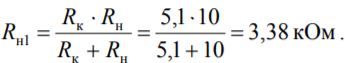 Rн1 = (Rк · Rн) / (Rк + Rн) = (5,1 · 10) / (5,1 + 10) = 3,38 кОм .